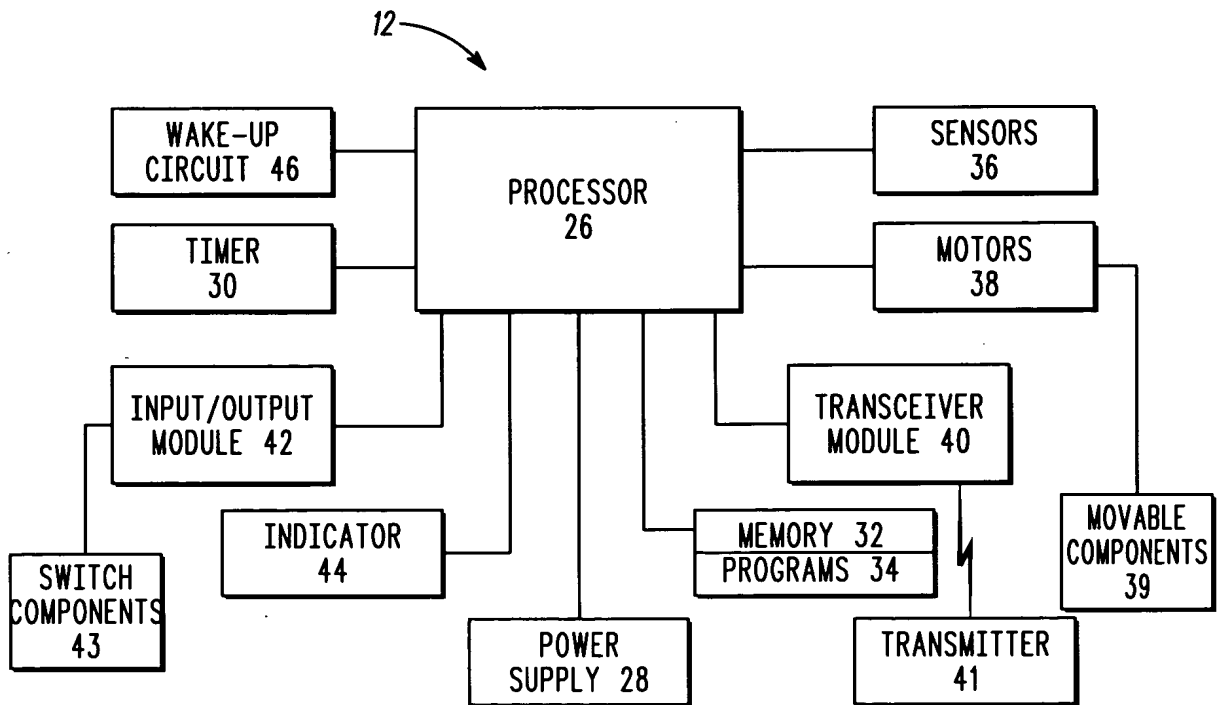 12
WAKE-UP
CIRCUIT 46
PROCESSOR
26
SENSORS
36
TIMER
30
MOTORS
38
INPUT/OUTPUT
MODULE 42
TRANSCEIVER
MODULE 40
INDICATOR
44
MEMORY 32
PROGRAMS 34
MOVABLE
COMPONENTS
39
SWITCH
COMPONENTS
43
POWER
SUPPLY 28
TRANSMITTER
41